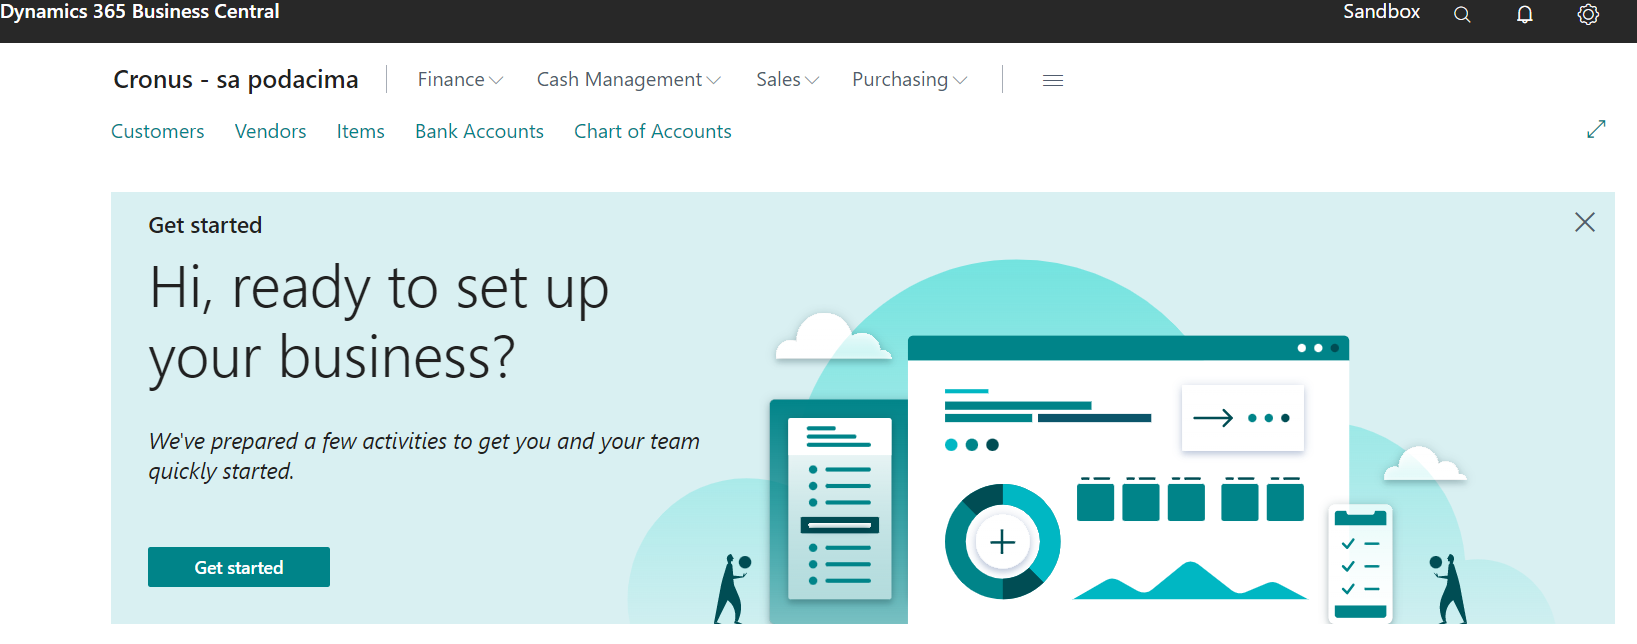 Dynamics 365 Business Central
Sandbox
Cronus - sa podacima
Finance
Cash Management
Sales
Purchasing
Customers
Vendors
Items
Bank Accounts
Chart of Accounts
Get started
Hi, ready to set up
your business?
We've prepared a few activities to get you and your team
quickly started.
Get started